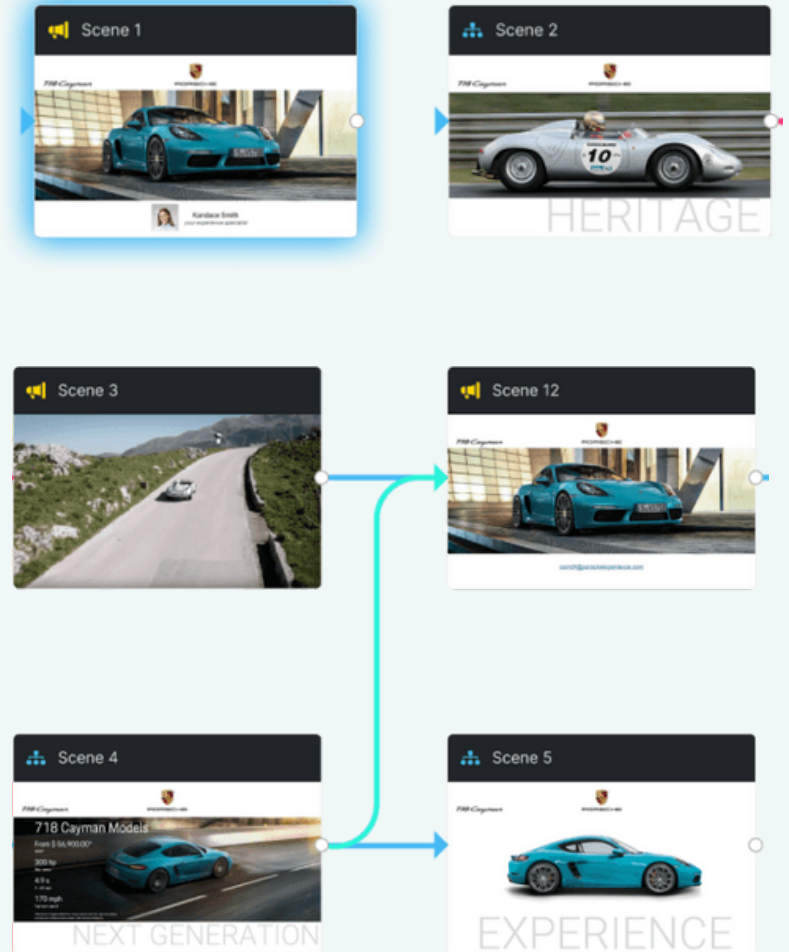 Scene 1
718 Cayman
PORSCHE
Kandace Smith
your experience specialist
Scene 2
718 Cayman
PORSCHE
10
HERITAGE
Scene 3
Scene 12
718 Cayman
PORSCHE
Scene 4
718 Cayman
PORSCHE
718 Cayman Models
From $ 56,900.00*
300 hp
4.9 s
170 mph
NEXT GENERATION
Scene 5
718 Cayman
PORSCHE
EXPERIENCE